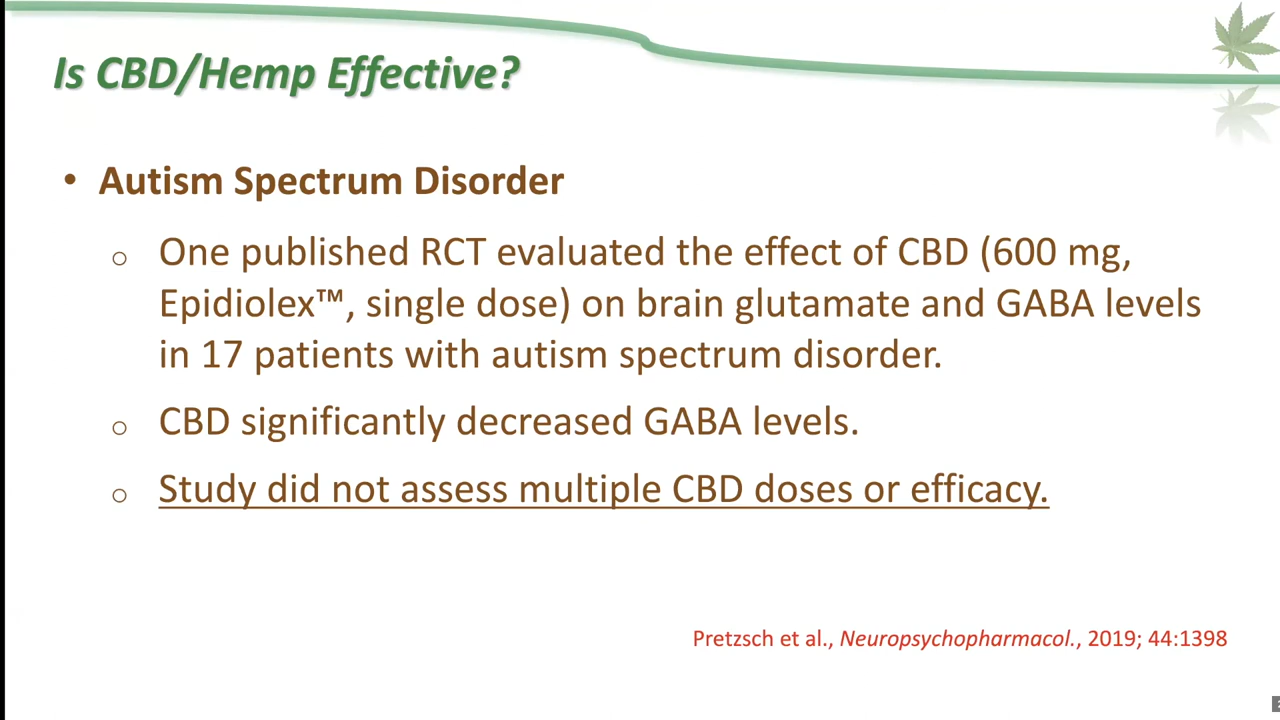 Is CBD/Hemp Effective?
• Autism Spectrum Disorder
o One published RCT evaluated the effect of CBD (600 mg,
Epidiolex™, single dose) on brain glutamate and GABA levels
in 17 patients with autism spectrum disorder.
o CBD significantly decreased GABA levels.
o Study did not assess multiple CBD doses or efficacy.
Pretzsch et al., Neuropsychopharmacol., 2019; 44:1398